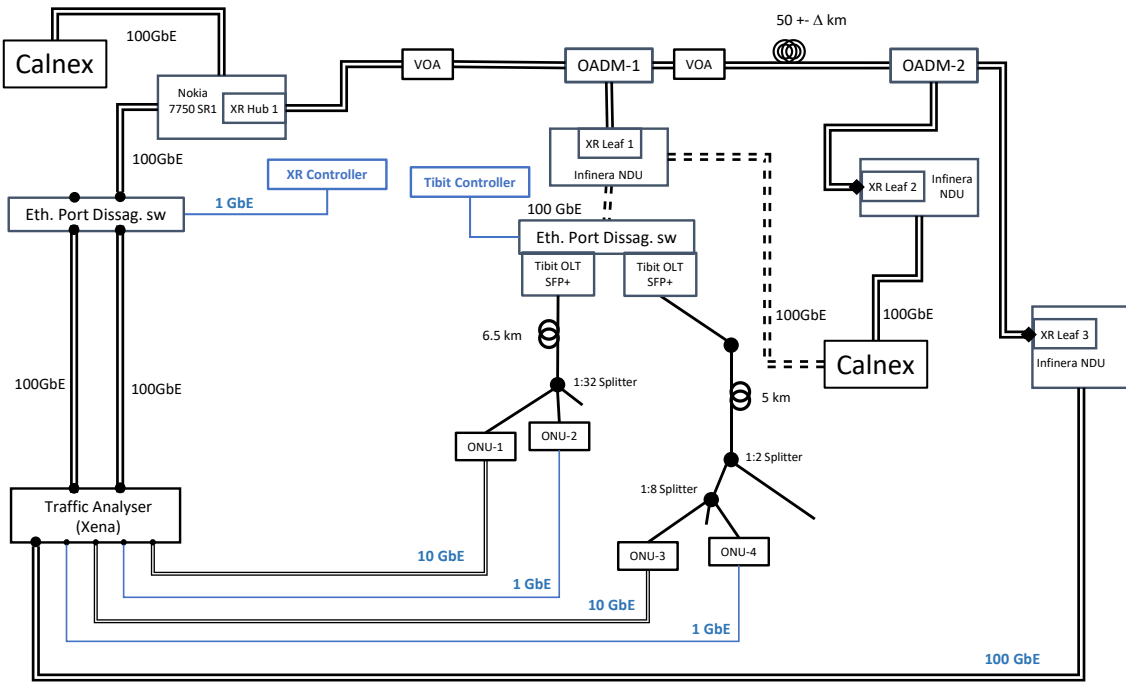 50 +- Δ km
100GbE
Calnex
VOA
OADM-1
VOA
OADM-2
Nokia
7750 SR1
XR Hub 1
100GbE
XR Leaf 1
Infinera NDU
XR Controller
Tibit Controller
XR Leaf 2
Infinera
NDU
1 GbE
Eth. Port Dissag. sw
100 GbE
Eth. Port Dissag. sw
Tibit OLT
SFP+
Tibit OLT
SFP+
6.5 km
100GbE
100GbE
XR Leaf 3
Infinera NDU
Calnex
1:32 Splitter
100GbE
100GbE
5 km
ONU-1
ONU-2
1:2 Splitter
1:8 Splitter
Traffic Analyser
(Xena)
ONU-3
ONU-4
10 GbE
1 GbE
10 GbE
1 GbE
100 GbE